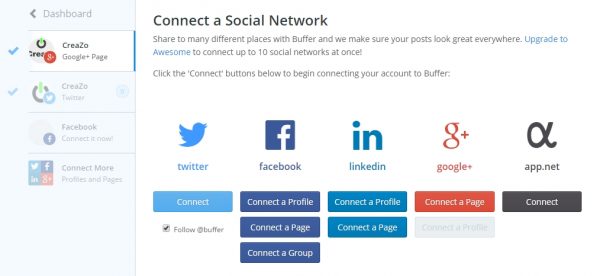 Dashboard
CreaZo
Google+ Page
CreaZo
Twitter
Facebook
Connect it now!
Connect More
Profiles and Pages
Connect a Social Network
Share to many different places with Buffer and we make sure your posts look great everywhere. Upgrade to
Awesome to connect up to 10 social networks at once!
Click the 'Connect' buttons below to begin connecting your account to Buffer:
twitter
facebook
linkedin
google+
app.net
Connect
Connect a Profile
Connect a Profile
Connect a Page
Connect
Follow @buffer
Connect a Page
Connect a Page
Connect a Profile
Connect a Group